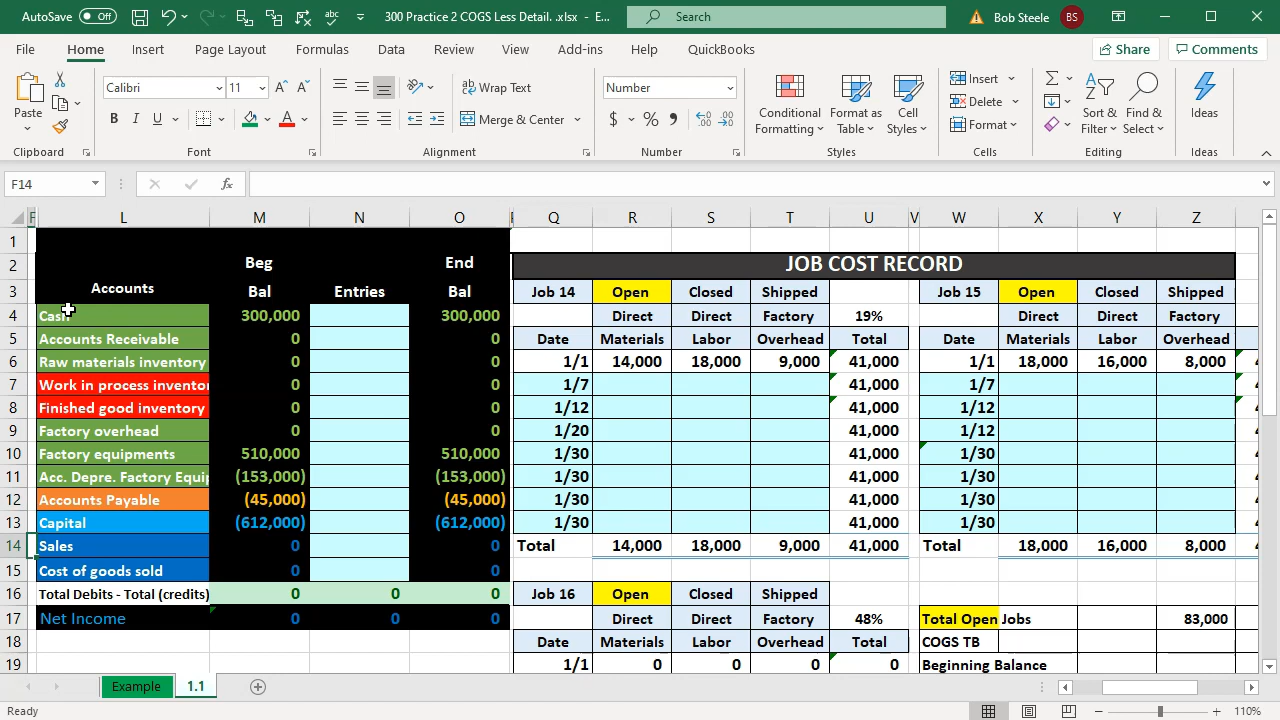 AutoSave Off 300 Practice 2 COGS Less Detail. .xlsx - E... Search Bob Steele BS
File Home Insert Page Layout Formulas Data Review View Add-ins Help QuickBooks Share Comments
Paste Calibri 11 Wrap Text Number Conditional Formatting Format as Table Cell Styles Insert Sort & Filter Find & Select Ideas
B I U A A Merge & Center $ % Delete
Format
Clipboard Font Alignment Number Styles Cells Editing Ideas
F14 fx
F L M N O Q R S T U V W X Y Z
1
2 Beg End JOB COST RECORD
3 Accounts Bal Entries Bal Job 14 Open Closed Shipped Job 15 Open Closed Shipped
4 Cash 300,000 300,000 Direct Direct Factory 19% Direct Direct Factory
5 Accounts Receivable 0 0 Date Materials Labor Overhead Total Date Materials Labor Overhead
6 Raw materials inventory 0 0 1/1 14,000 18,000 9,000 41,000 1/1 18,000 16,000 8,000
7 Work in process inventor 0 0 1/7 41,000 1/7
8 Finished good inventory 0 0 1/12 41,000 1/12
9 Factory overhead 0 0 1/20 41,000 1/12
10 Factory equipments 510,000 510,000 1/30 41,000 1/30
11 Acc. Depre. Factory Equip (153,000) (153,000) 1/30 41,000 1/30
12 Accounts Payable (45,000) (45,000) 1/30 41,000 1/30
13 Capital (612,000) (612,000) 1/30 41,000 1/30
14 Sales 0 0 Total 14,000 18,000 9,000 41,000 Total 18,000 16,000 8,000
15 Cost of goods sold 0 0
16 Total Debits - Total (credits) 0 0 0 Job 16 Open Closed Shipped
17 Net Income 0 0 0 Direct Direct Factory 48% Total Open Jobs 83,000
18 Date Materials Labor Overhead Total COGS TB
19 1/1 0 0 0 0 Beginning Balance
Example 1.1
Ready 110%